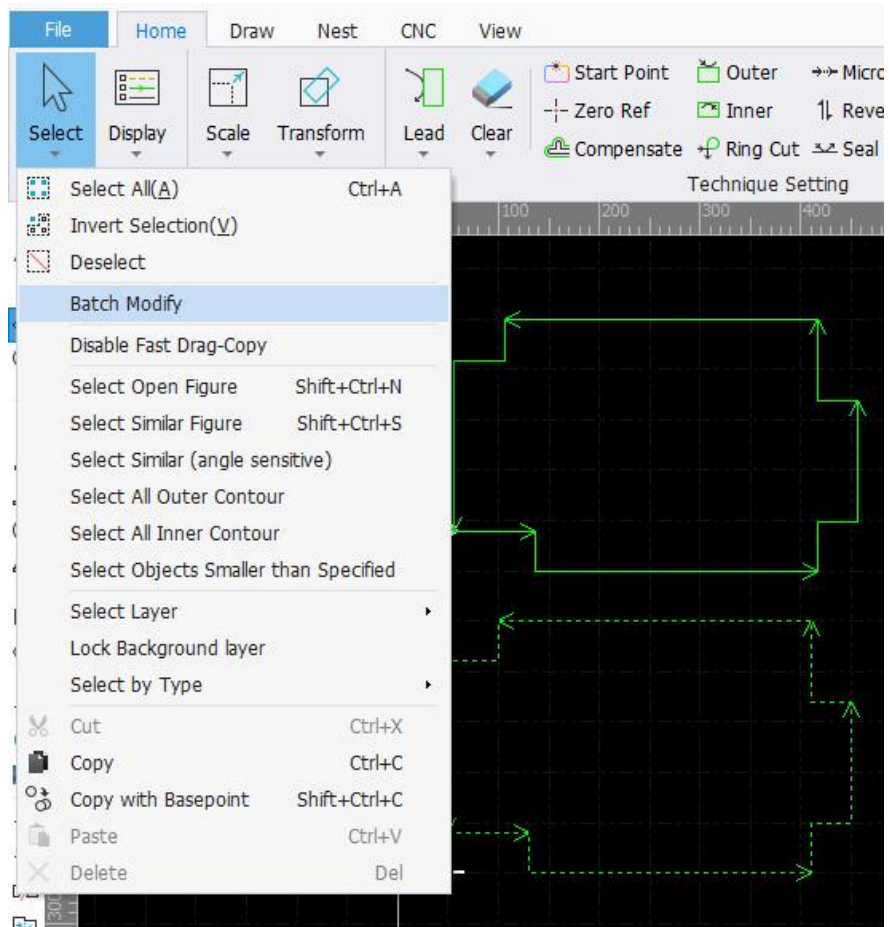 File Home Draw Nest CNC View
Start Point Outer Micro
Zero Ref Inner Reve
Select Display Scale Transform Lead Clear
Compensate Ring Cut Seal
Technique Setting
Select All(A) Ctrl+A
100 200 300 400
Invert Selection(V)
Deselect
Batch Modify
Disable Fast Drag-Copy
Select Open Figure Shift+Ctrl+N
Select Similar Figure Shift+Ctrl+S
Select Similar (angle sensitive)
Select All Outer Contour
Select All Inner Contour
Select Objects Smaller than Specified
Select Layer
Lock Background layer
Select by Type
Cut Ctrl+X
Copy Ctrl+C
Copy with Basepoint Shift+Ctrl+C
Paste Ctrl+V
Delete Del
300